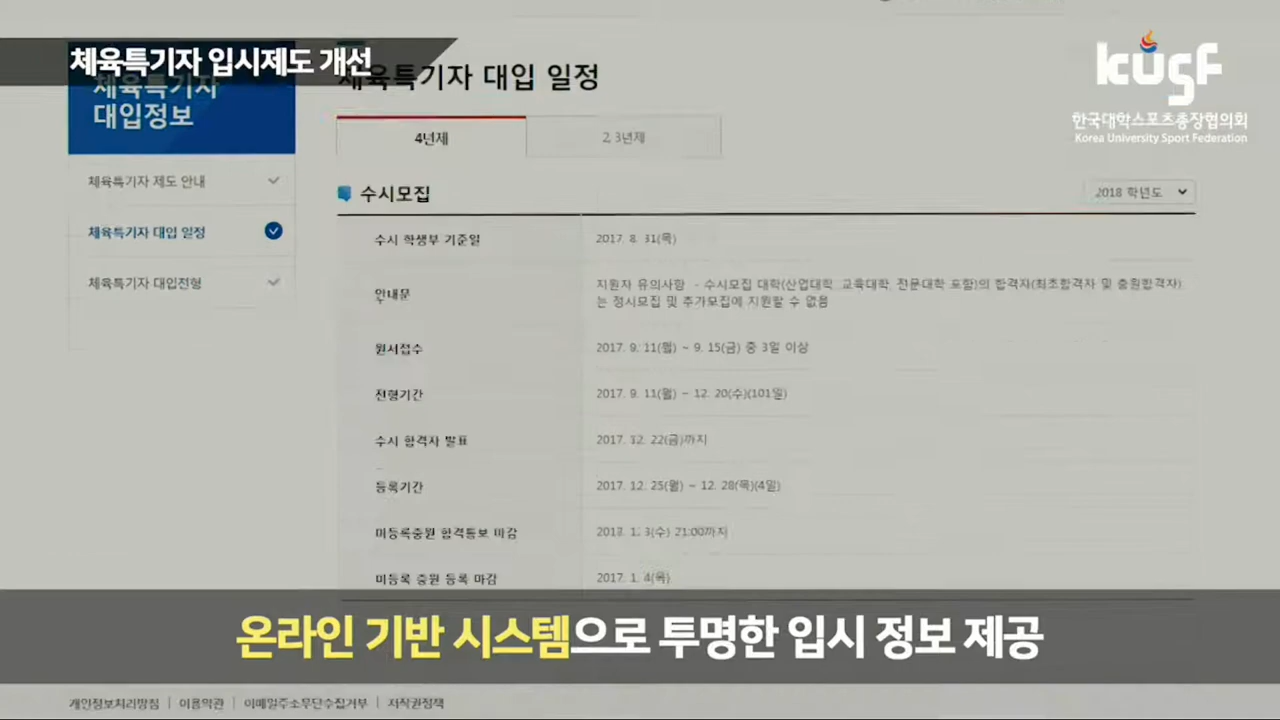 체육특기자 입시제도 개선
kusf
한국대학스포츠총장협의회
Korea University Sport Federation
체육특기자
대입정보
체육특기자 제도 안내
체육특기자 대입 일정
체육특기자 대입전형
체육특기자 대입 일정
4년제
2, 3년제
수시모집
2018 학년도
수시 학생부 기준일
2017. 8. 31(목)
안내문
지원자 유의사항 - 수시모집 대학(산업대학, 교육대학, 전문대학 포함)의 합격자(최초합격자 및 충원합격자)
는 정시모집 및 추가모집에 지원할 수 없음
원서접수
2017. 9. 11(월) ~ 9. 15(금) 중 3일 이상
전형기간
2017. 9. 11(월) ~ 12. 20(수)(101일)
수시 합격자 발표
2017. 12. 22(금)까지
등록기간
2017. 12. 25(월) ~ 12. 28(목)(4일)
미등록충원 합격통보 마감
2018. 1. 3(수) 21:00까지
미등록 충원 등록 마감
2017. 1. 4(목)
온라인 기반 시스템으로 투명한 입시 정보 제공
개인정보처리방침 | 이용약관 | 이메일주소무단수집거부 | 저작권정책